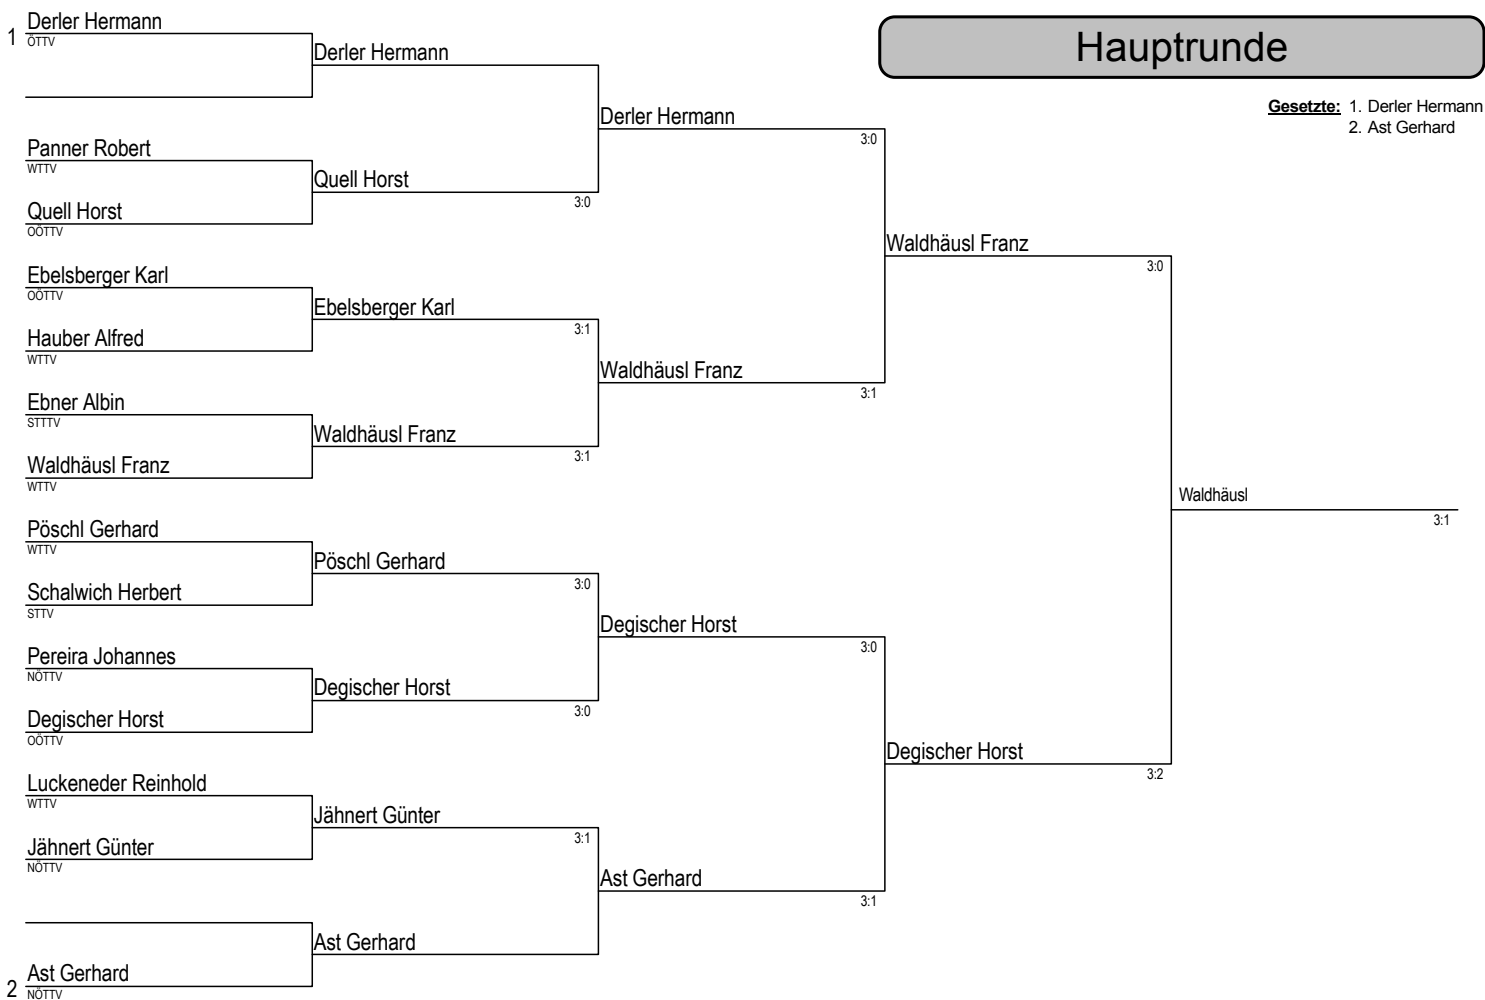 Hauptrunde
Gesetzte: 1. Derler Hermann
2. Ast Gerhard
1
Derler Hermann
ÖTTV
Panner Robert
WTTV
Quell Horst
OÖTTV
Ebelsberger Karl
OÖTTV
Hauber Alfred
WTTV
Ebner Albin
STTTV
Waldhäusl Franz
WTTV
Pöschl Gerhard
WTTV
Schalwich Herbert
STTV
Pereira Johannes
NÖTTV
Degischer Horst
OÖTTV
Luckeneder Reinhold
WTTV
Jähnert Günter
NÖTTV
2
Ast Gerhard
NÖTTV
Derler Hermann
Quell Horst
3:0
Ebelsberger Karl
3:1
Waldhäusl Franz
3:1
Pöschl Gerhard
3:0
Degischer Horst
3:0
Jähnert Günter
3:1
Ast Gerhard
Derler Hermann
3:0
Waldhäusl Franz
3:1
Degischer Horst
3:0
Ast Gerhard
3:1
Waldhäusl Franz
3:0
Degischer Horst
3:2
Waldhäusl
3:1